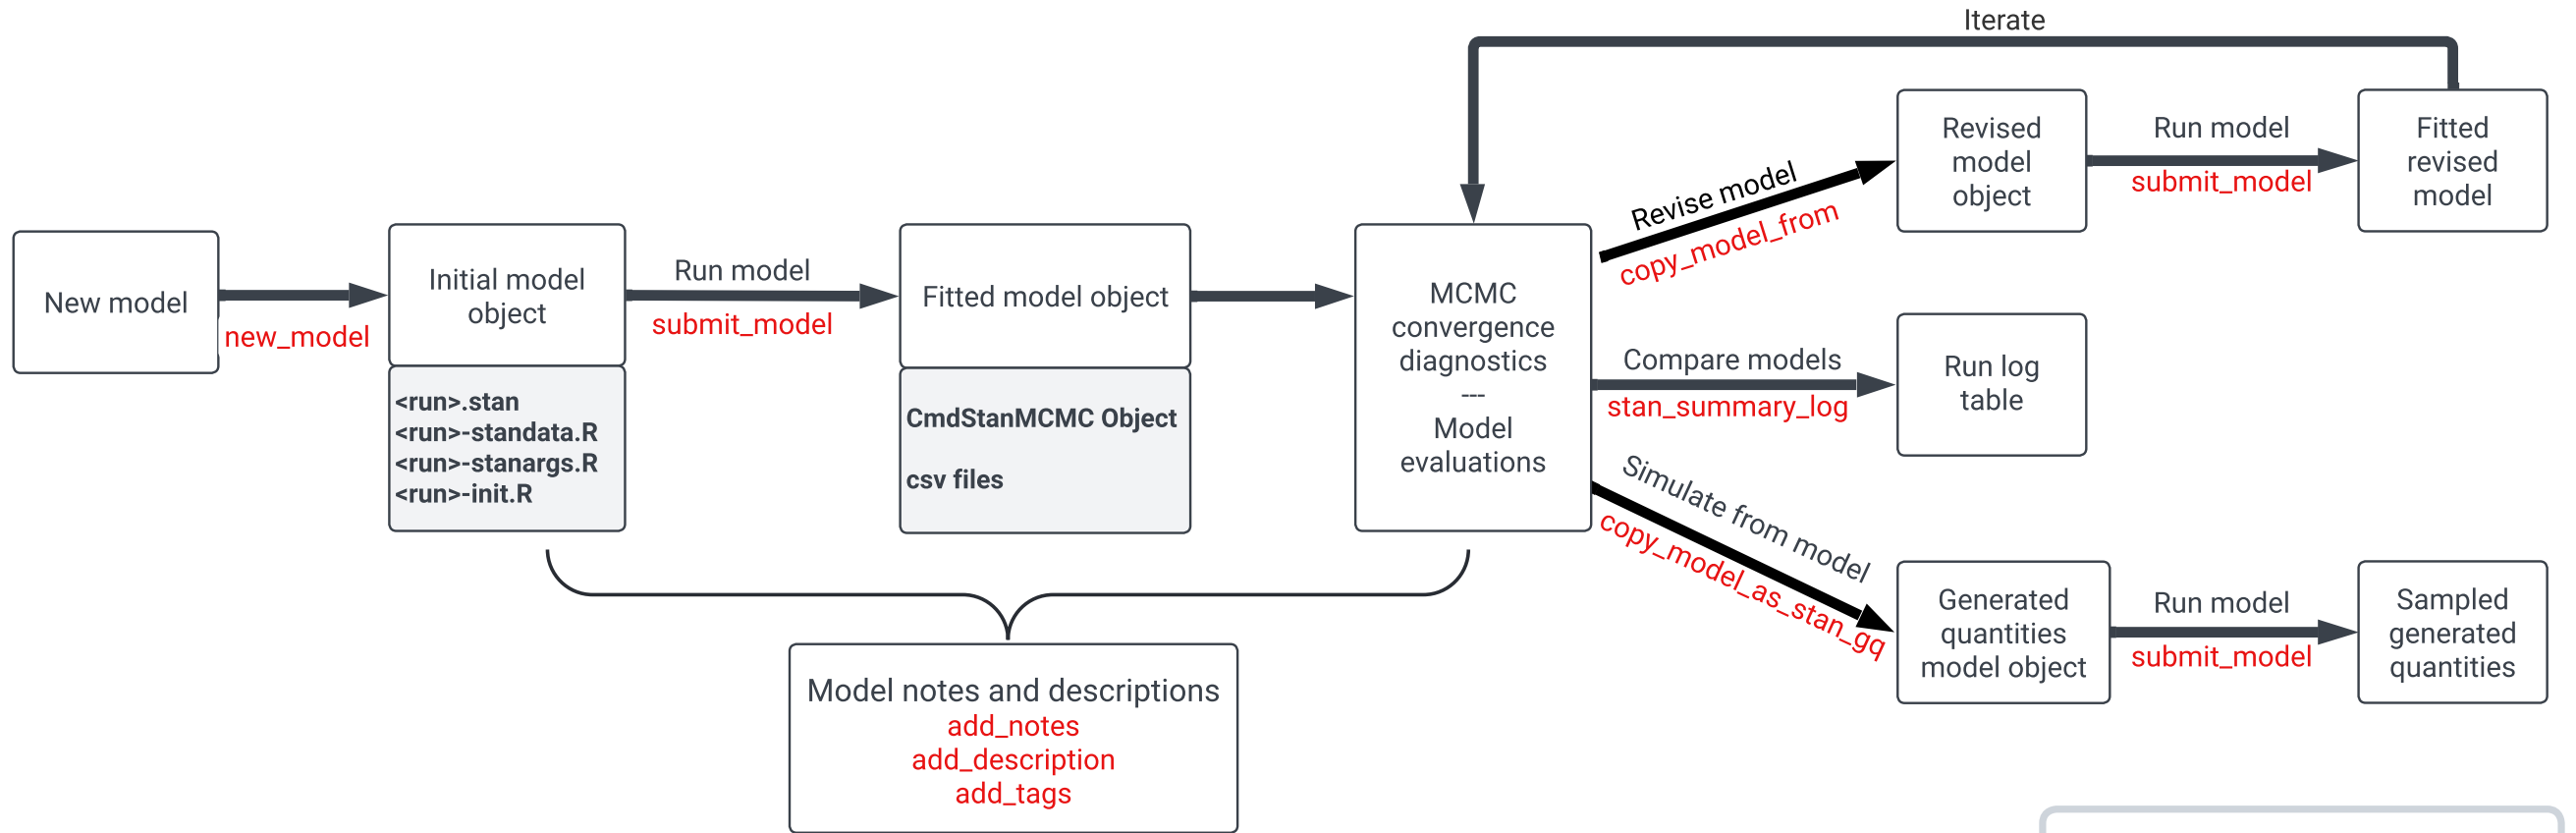 Iterate
New model
new_model
Initial model
object
<run>.stan
<run>-standata.R
<run>-stanargs.R
<run>-init.R
Run model
submit_model
Fitted model object
CmdStanMCMC Object
csv files
MCMC
convergence
diagnostics
---
Model
evaluations
Revise model
copy_model_from
Revised
model
object
Run model
submit_model
Fitted
revised
model
Compare models
stan_summary_log
Run log
table
Simulate from model
copy_model_as_stan_gq
Generated
quantities
model object
Run model
submit_model
Sampled
generated
quantities
Model notes and descriptions
add_notes
add_description
add_tags